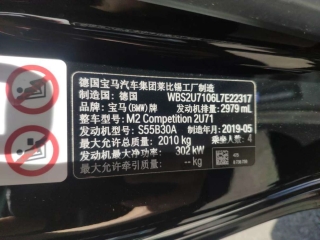 德国宝马汽车集团莱比锡工厂制造
制造国: 德国 WBS2U7106L7E22317
品牌: 宝马(BMW)牌 发动机排量: 2979 mL
整车型号: M2 Competition 2U71
发动机型号: S55B30A 制造年月: 2019-05
最大允许总质量: 2010 kg 乘坐人数: 4
发动机最大净功率: 302 kW
最大允许牵引质量: -- kg